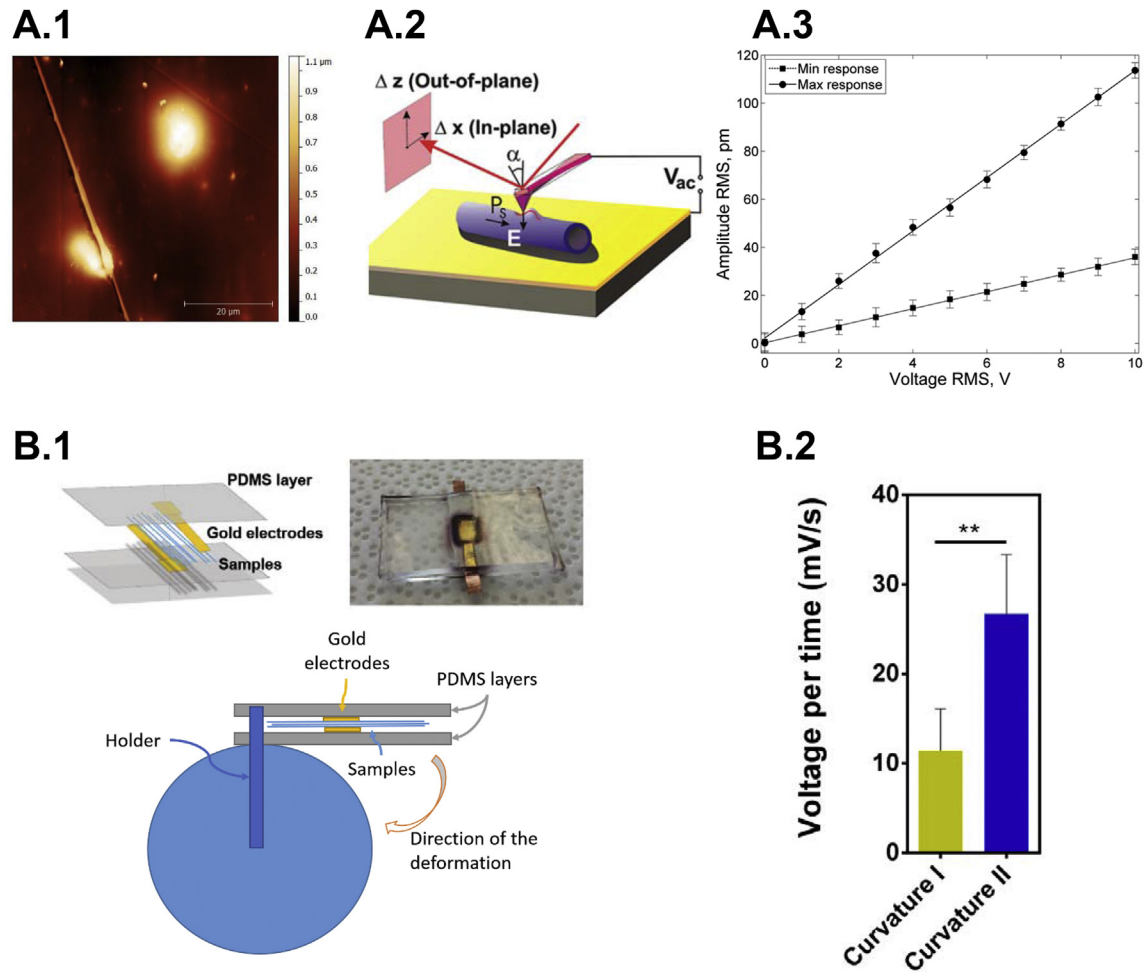 A.1
1.1 µm
0.9
0.8
0.7
0.6
0.5
0.4
0.3
0.2
0.1
0.0
20 µm
A.2
Δ z (Out-of-plane)
Δ x (In-plane)
α
Vac
Ps
E
A.3
Min response
Max response
Amplitude RMS, pm
120
100
80
60
40
20
0
0 2 4 6 8 10
Voltage RMS, V
B.1
PDMS layer
Gold electrodes
Samples
Gold
electrodes
PDMS layers
Holder
Samples
Direction of the
deformation
B.2
Voltage per time (mV/s)
40
30
20
10
0
**
Curvature I
Curvature II